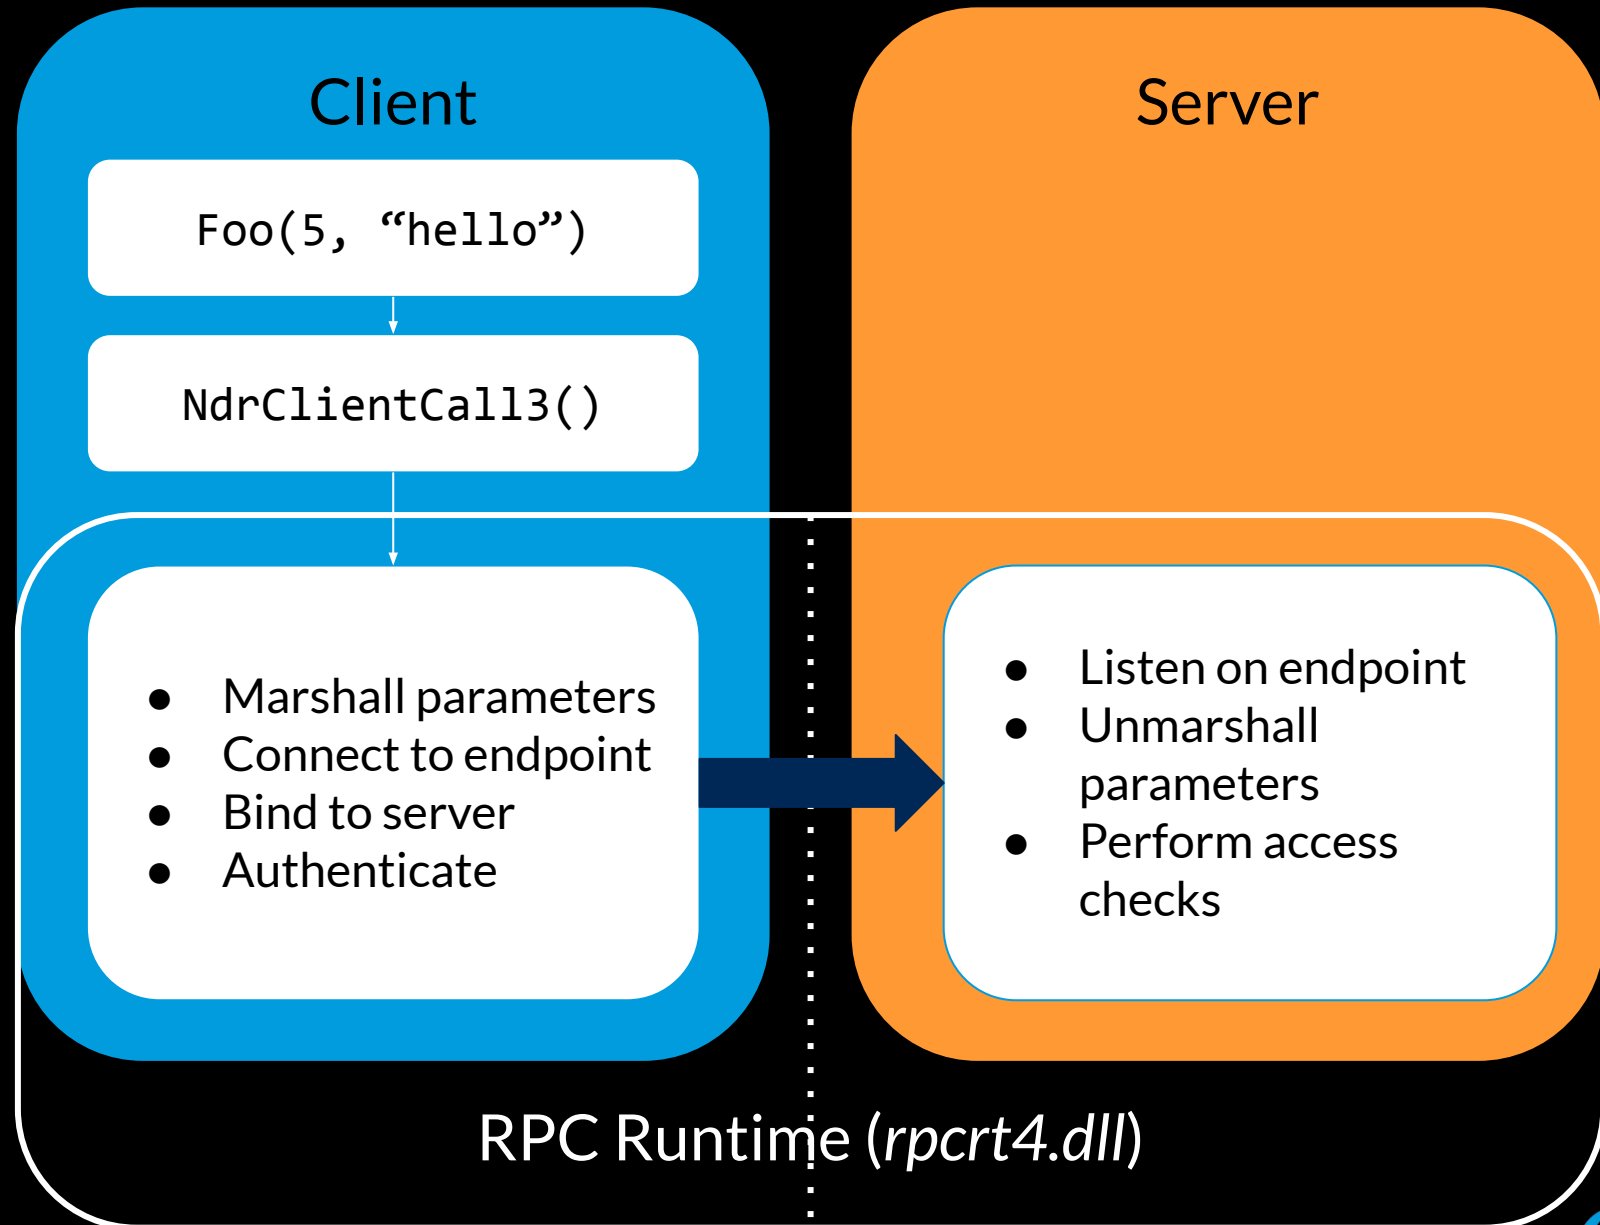 Client
Foo(5, “hello”)
NdrClientCall3()
● Marshall parameters
● Connect to endpoint
● Bind to server
● Authenticate
Server
● Listen on endpoint
● Unmarshall
parameters
● Perform access
checks
RPC Runtime (rpcrt4.dll)